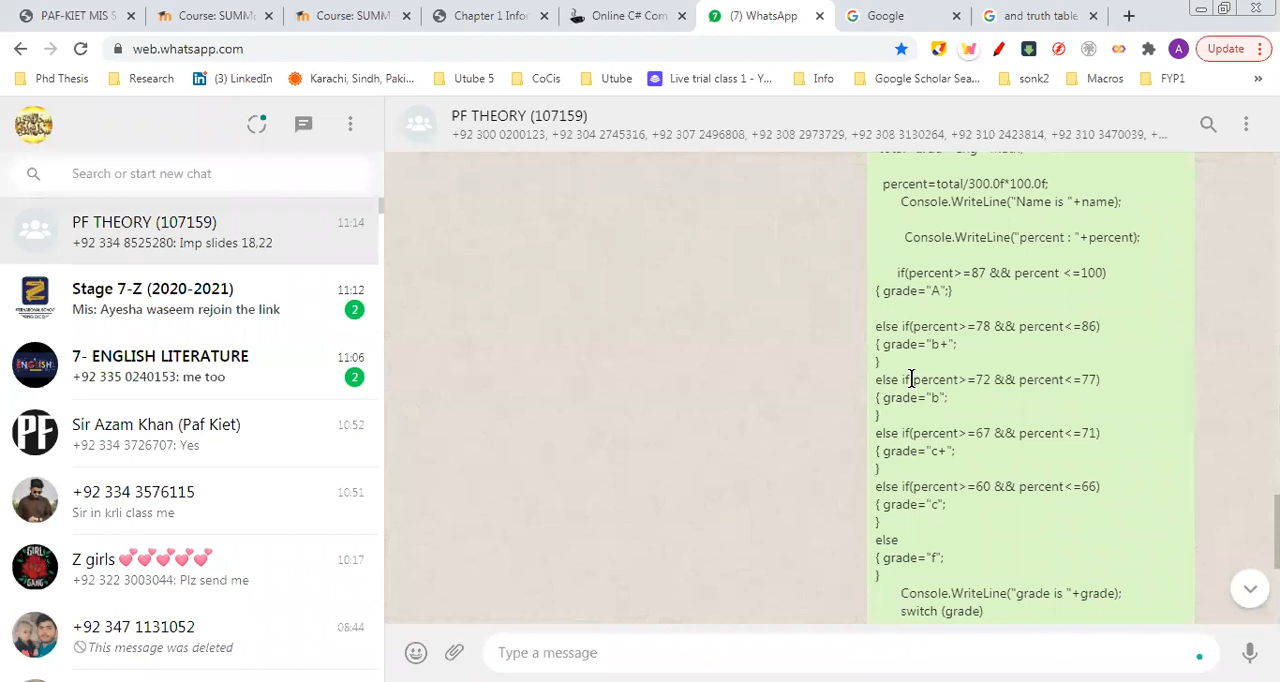 PAF-KIET MIS S
Course: SUMM
Course: SUMM
Chapter 1 Info
Online C# Com
(7) WhatsApp
Google
and truth table
web.whatsapp.com
Update
Phd Thesis
Research
(3) LinkedIn
Karachi, Sindh, Paki...
Utube 5
CoCis
Utube
Live trial class 1 - Y...
Info
Google Scholar Sea...
sonk2
Macros
FYP1
»
PF THEORY (107159)
+92 300 0200123, +92 304 2745316, +92 307 2496808, +92 308 2973729, +92 308 3130264, +92 310 2423814, +92 310 3470039, +...
Search or start new chat
PF THEORY (107159)
11:14
+92 334 8525280: Imp slides 18,22
Stage 7-Z (2020-2021)
11:12
Mis: Ayesha waseem rejoin the link
2
7- ENGLISH LITERATURE
11:06
+92 335 0240153: me too
2
Sir Azam Khan (Paf Kiet)
10:52
+92 334 3726707: Yes
+92 334 3576115
10:51
Sir in krli class me
Z girls 💕💕💕💕💕
10:17
+92 322 3003044: Plz send me
+92 347 1131052
08:44
This message was deleted
percent=total/300.0f*100.0f;
Console.WriteLine("Name is "+name);
Console.WriteLine("percent : "+percent);
if(percent>=87 && percent <=100)
{ grade="A";}
else if(percent>=78 && percent<=86)
{ grade="b+";
}
else if(percent>=72 && percent<=77)
{ grade="b";
}
else if(percent>=67 && percent<=71)
{ grade="c+";
}
else if(percent>=60 && percent<=66)
{ grade="c";
}
else
{ grade="f";
}
Console.WriteLine("grade is "+grade);
switch (grade)
Type a message